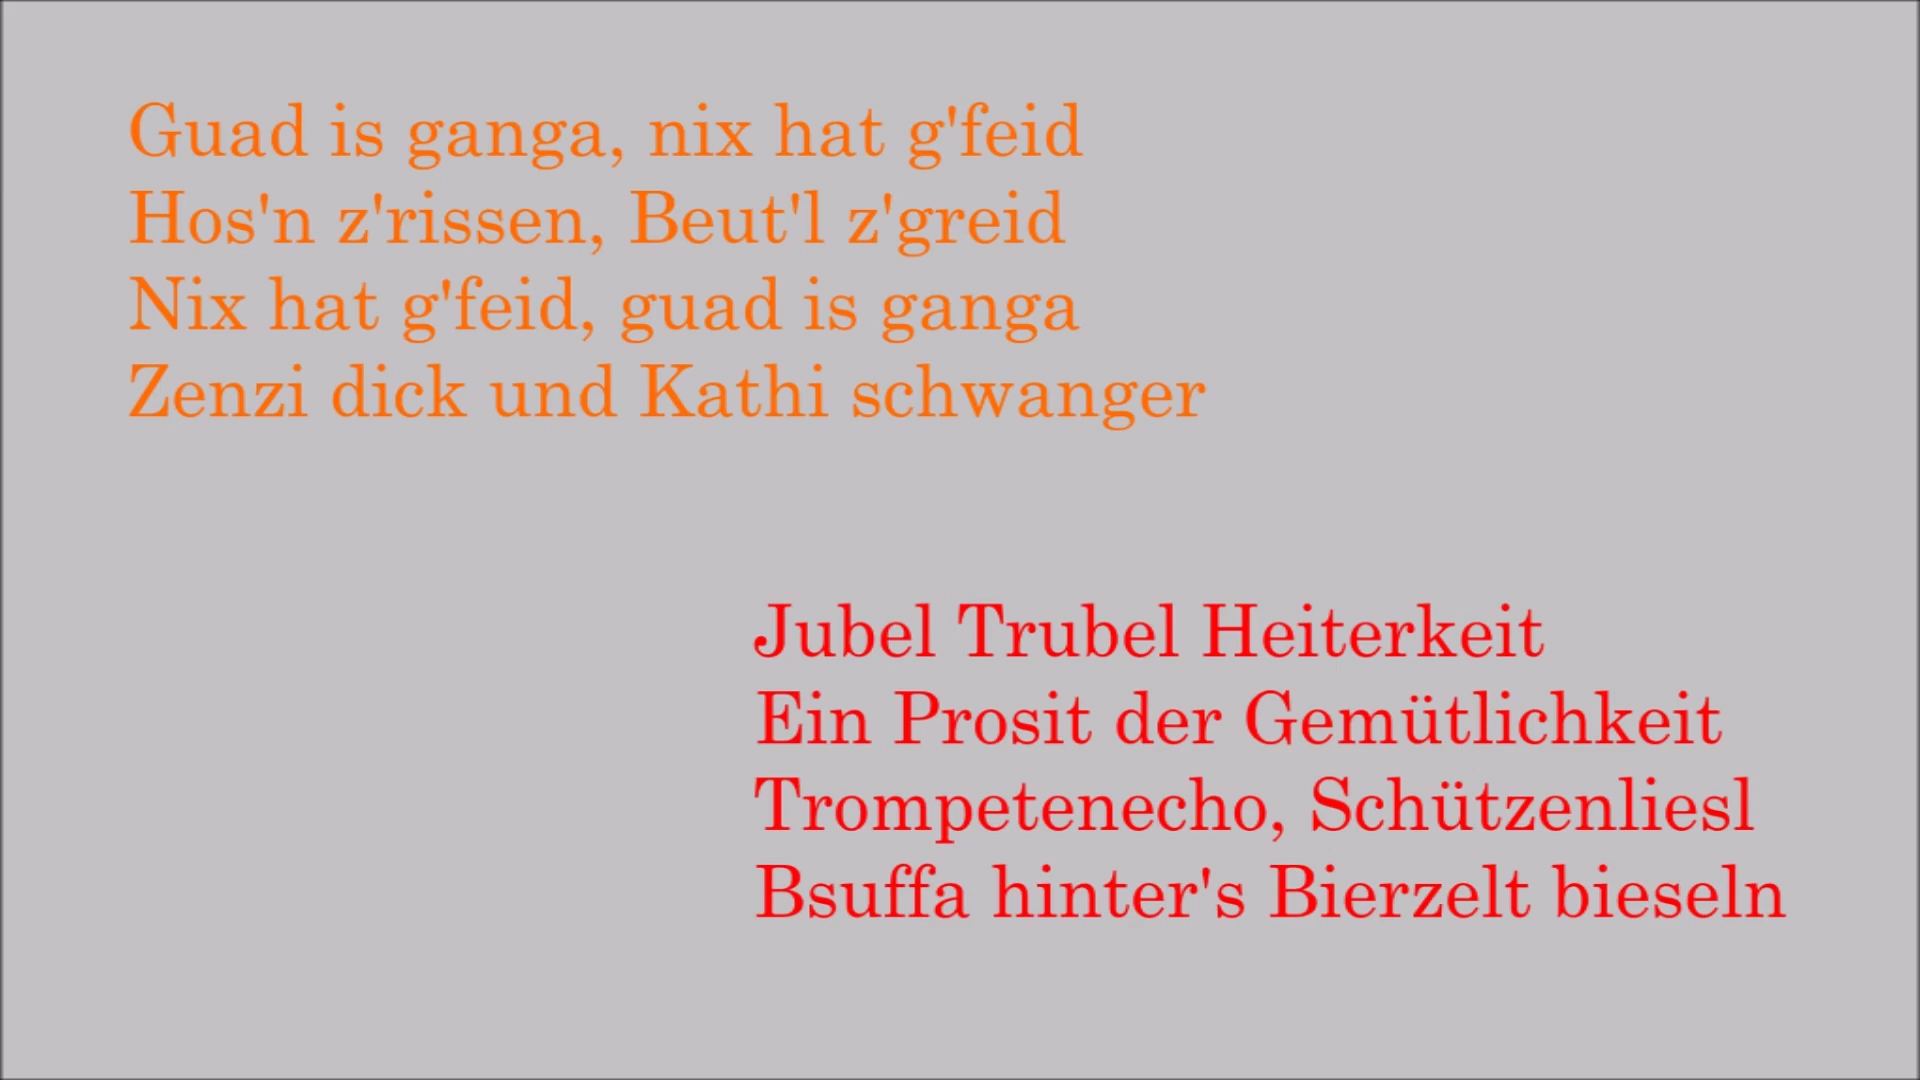 Guad is ganga, nix hat g'feid
Hos'n z'rissen, Beut'l z'greid
Nix hat g'feid, guad is ganga
Zenzi dick und Kathi schwanger
Jubel Trubel Heiterkeit
Ein Prosit der Gemütlichkeit
Trompetenecho, Schützenliesl
Bsuffa hinter's Bierzelt bieseln